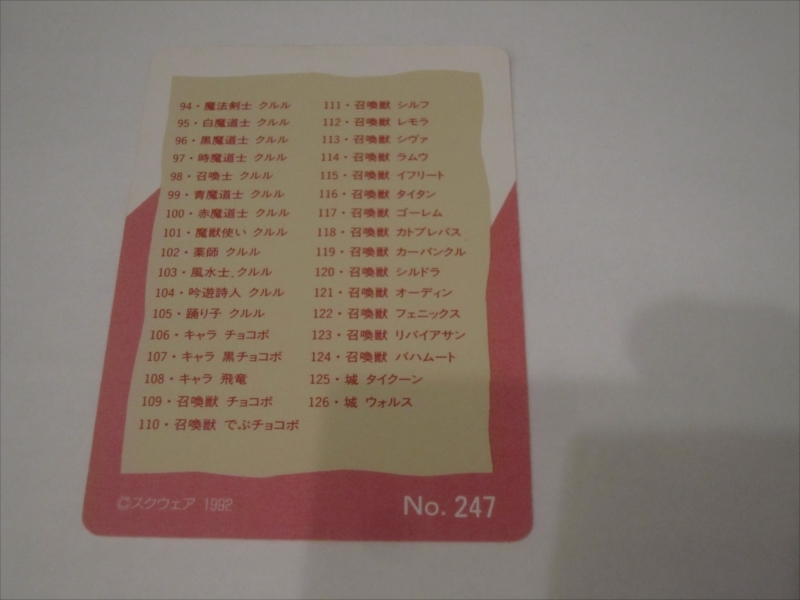 94・魔法剣士 クルル
95・白魔道士 クルル
96・黒魔道士 クルル
97・時魔道士 クルル
98・召喚士 クルル
99・青魔道士 クルル
100・赤魔道士 クルル
101・魔獣使い クルル
102・薬師 クルル
103・風水士 クルル
104・吟遊詩人 クルル
105・踊り子 クルル
106・キャラ チョコボ
107・キャラ 黒チョコボ
108・キャラ 飛竜
109・召喚獣 チョコボ
110・召喚獣 でぶチョコボ
111・召喚獣 シルフ
112・召喚獣 レモラ
113・召喚獣 シヴァ
114・召喚獣 ラムウ
115・召喚獣 イフリート
116・召喚獣 タイタン
117・召喚獣 ゴーレム
118・召喚獣 カトブレパス
119・召喚獣 カーバンクル
120・召喚獣 シルドラ
121・召喚獣 オーディン
122・召喚獣 フェニックス
123・召喚獣 リバイアサン
124・召喚獣 バハムート
125・城 タイクーン
126・城 ウォルス
©スクウェア 1992
No. 247